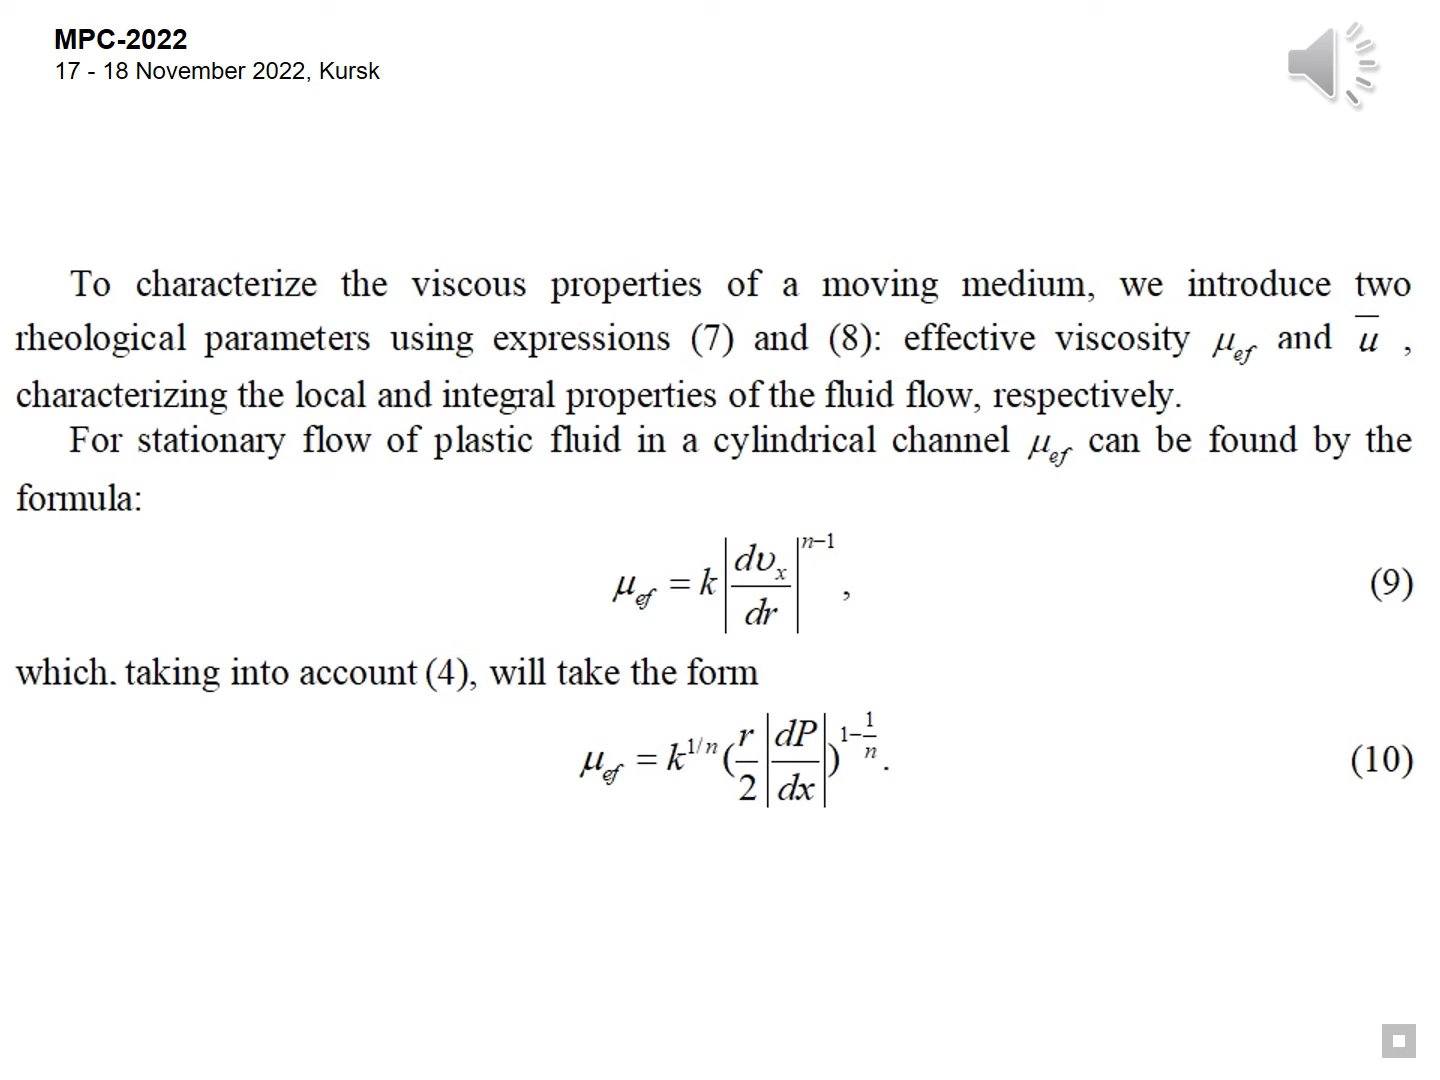 MPC-2022
17 - 18 November 2022, Kursk
To characterize the viscous properties of a moving medium, we introduce two
rheological parameters using expressions (7) and (8): effective viscosity μ_ef and u̅ ,
characterizing the local and integral properties of the fluid flow, respectively.
For stationary flow of plastic fluid in a cylindrical channel μ_ef can be found by the
formula:
μ_ef = k |dυ_x/dr|^(n−1) , (9)
which. taking into account (4), will take the form
μ_ef = k^(1/n) (r/2 |dP/dx|)^(1−1/n) . (10)